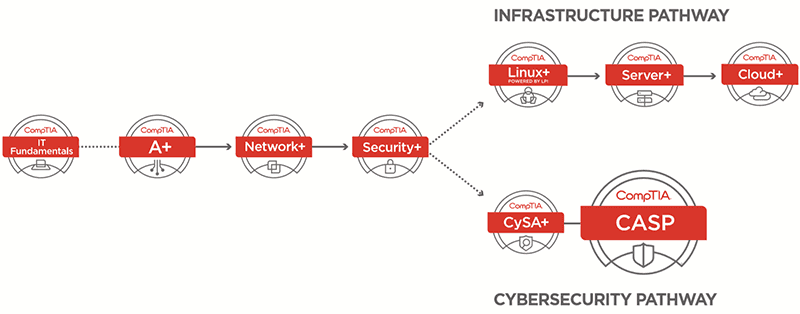 INFRASTRUCTURE PATHWAY
CompTIA
Linux+
POWERED BY LPI
CompTIA
Server+
CompTIA
Cloud+
CompTIA
IT
Fundamentals
CompTIA
A+
CompTIA
Network+
CompTIA
Security+
CompTIA
CySA+
CompTIA
CASP
CYBERSECURITY PATHWAY